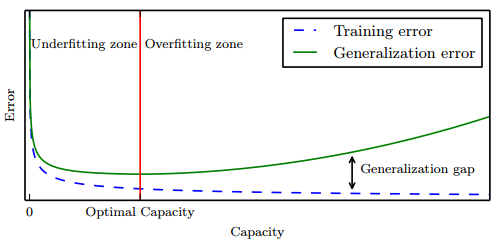 Training error
Generalization error
Underfitting zone
Overfitting zone
Error
Generalization gap
0
Optimal Capacity
Capacity